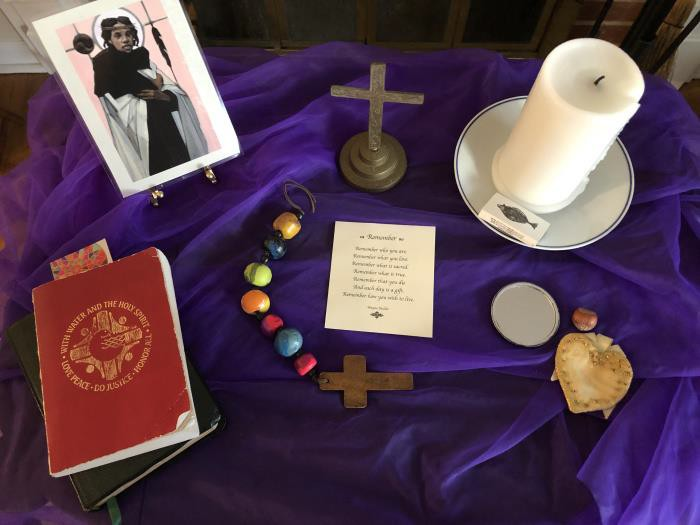 Remember
Remember who you are.
Remember what you love.
Remember what is sacred.
Remember what is true.
Remember that you die
And each day is a gift.
Remember how you wish to live.
Wayne Muller
• WITH WATER AND THE HOLY SPIRIT •
LOVE PEACE • DO JUSTICE • HONOR ALL